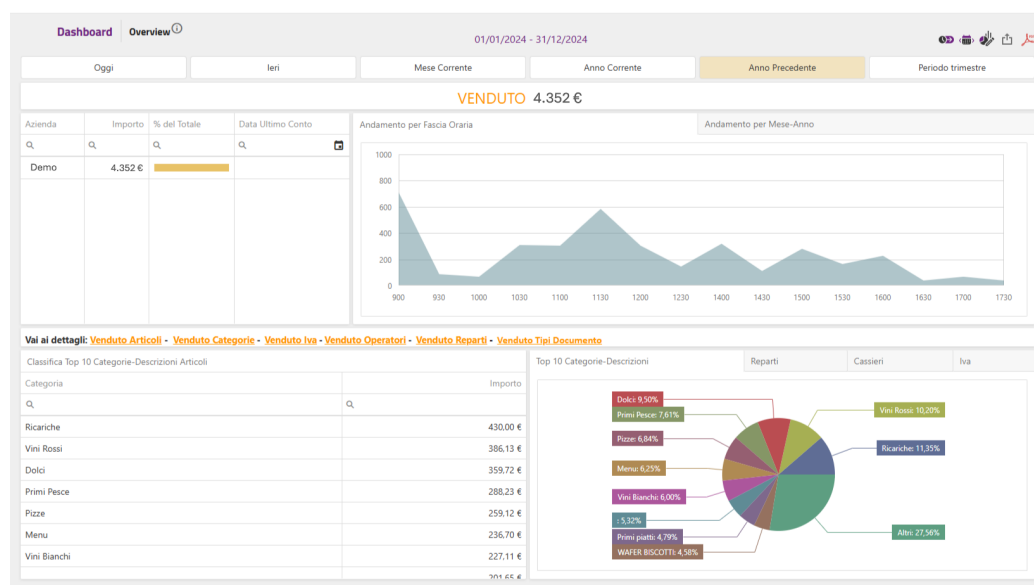 Dashboard Overview
01/01/2024 - 31/12/2024
Oggi Ieri Mese Corrente Anno Corrente Anno Precedente Periodo trimestre
VENDUTO 4.352 €
Azienda Importo % del Totale Data Ultimo Conto
Demo 4.352 €
Andamento per Fascia Oraria Andamento per Mese-Anno
1000
800
600
400
200
0
900 930 1000 1030 1100 1130 1200 1230 1400 1430 1500 1530 1600 1630 1700 1730
Vai ai dettagli: Venduto Articoli - Venduto Categorie - Venduto Iva - Venduto Operatori - Venduto Reparti - Venduto Tipi Documento
Classifica Top 10 Categorie-Descrizioni Articoli
Categoria Importo
Ricariche 430,00 €
Vini Rossi 386,13 €
Dolci 359,72 €
Primi Pesce 288,23 €
Pizze 259,12 €
Menu 236,70 €
Vini Bianchi 227,11 €
201,65 €
Top 10 Categorie-Descrizioni Reparti Cassieri Iva
Dolci: 9,50%
Primi Pesce: 7,61%
Pizze: 6,84%
Menu: 6,25%
Vini Bianchi: 6,00%
: 5,32%
Primi piatti: 4,79%
WAFER BISCOTTI: 4,58%
Vini Rossi: 10,20%
Ricariche: 11,35%
Altri: 27,56%